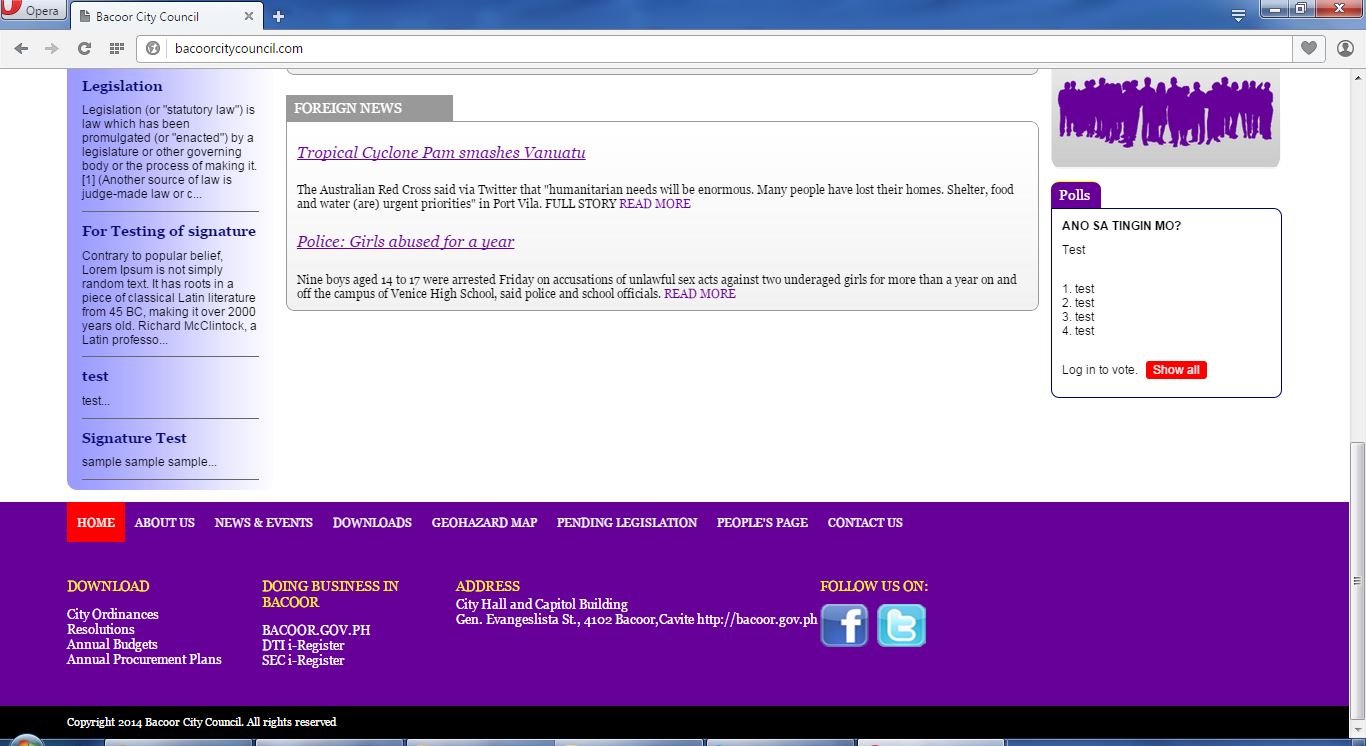 Opera
Bacoor City Council
bacoorcitycouncil.com
Legislation
Legislation (or "statutory law") is
law which has been
promulgated (or "enacted") by a
legislature or other governing
body or the process of making it.
[1] (Another source of law is
judge-made law or c...
For Testing of signature
Contrary to popular belief,
Lorem Ipsum is not simply
random text. It has roots in a
piece of classical Latin literature
from 45 BC, making it over 2000
years old. Richard McClintock, a
Latin professo...
test
test...
Signature Test
sample sample sample...
FOREIGN NEWS
Tropical Cyclone Pam smashes Vanuatu
The Australian Red Cross said via Twitter that "humanitarian needs will be enormous. Many people have lost their homes. Shelter, food
and water (are) urgent priorities" in Port Vila. FULL STORY READ MORE
Police: Girls abused for a year
Nine boys aged 14 to 17 were arrested Friday on accusations of unlawful sex acts against two underaged girls for more than a year on and
off the campus of Venice High School, said police and school officials. READ MORE
Polls
ANO SA TINGIN MO?
Test
1. test
2. test
3. test
4. test
Log in to vote. Show all
HOME ABOUT US NEWS & EVENTS DOWNLOADS GEOHAZARD MAP PENDING LEGISLATION PEOPLE'S PAGE CONTACT US
DOWNLOAD
City Ordinances
Resolutions
Annual Budgets
Annual Procurement Plans
DOING BUSINESS IN
BACOOR
BACOOR.GOV.PH
DTI i-Register
SEC i-Register
ADDRESS
City Hall and Capitol Building
Gen. Evangeslista St., 4102 Bacoor,Cavite http://bacoor.gov.ph
FOLLOW US ON:
Copyright 2014 Bacoor City Council. All rights reserved